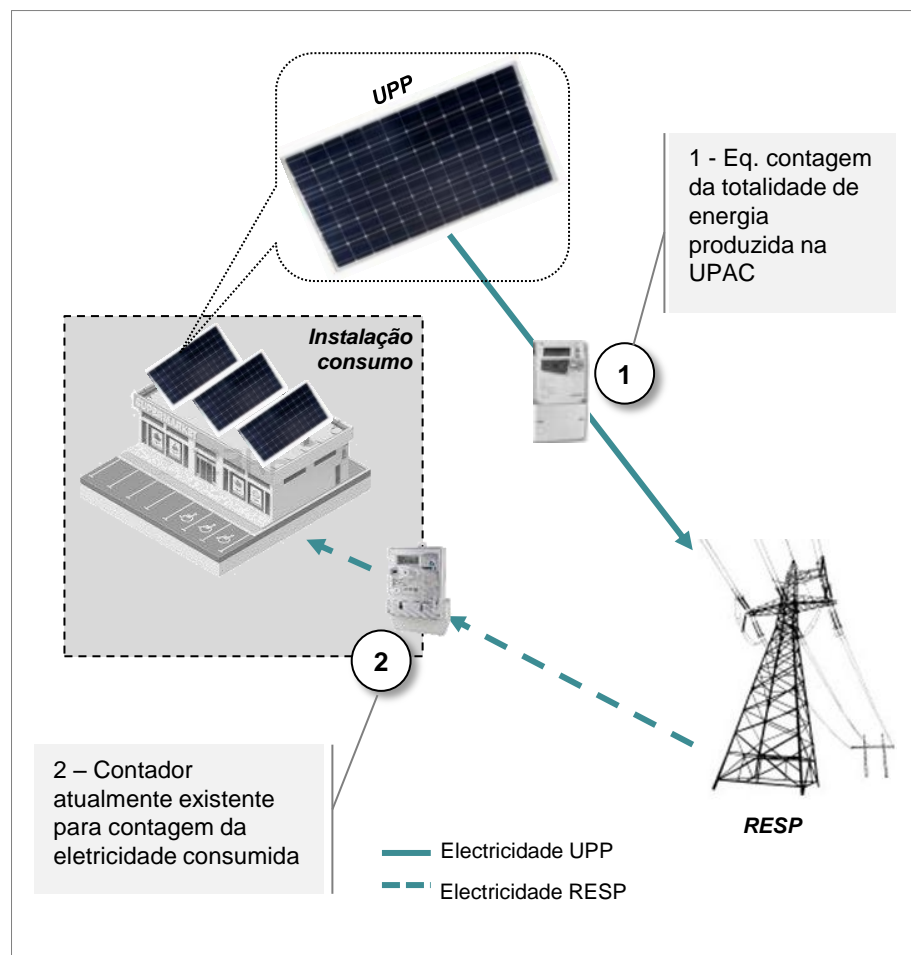 UPP
1 - Eq. contagem
da totalidade de
energia
produzida na
UPAC
Instalação
consumo
1
2
2 – Contador
atualmente existente
para contagem da
eletricidade consumida
RESP
Electricidade UPP
Electricidade RESP